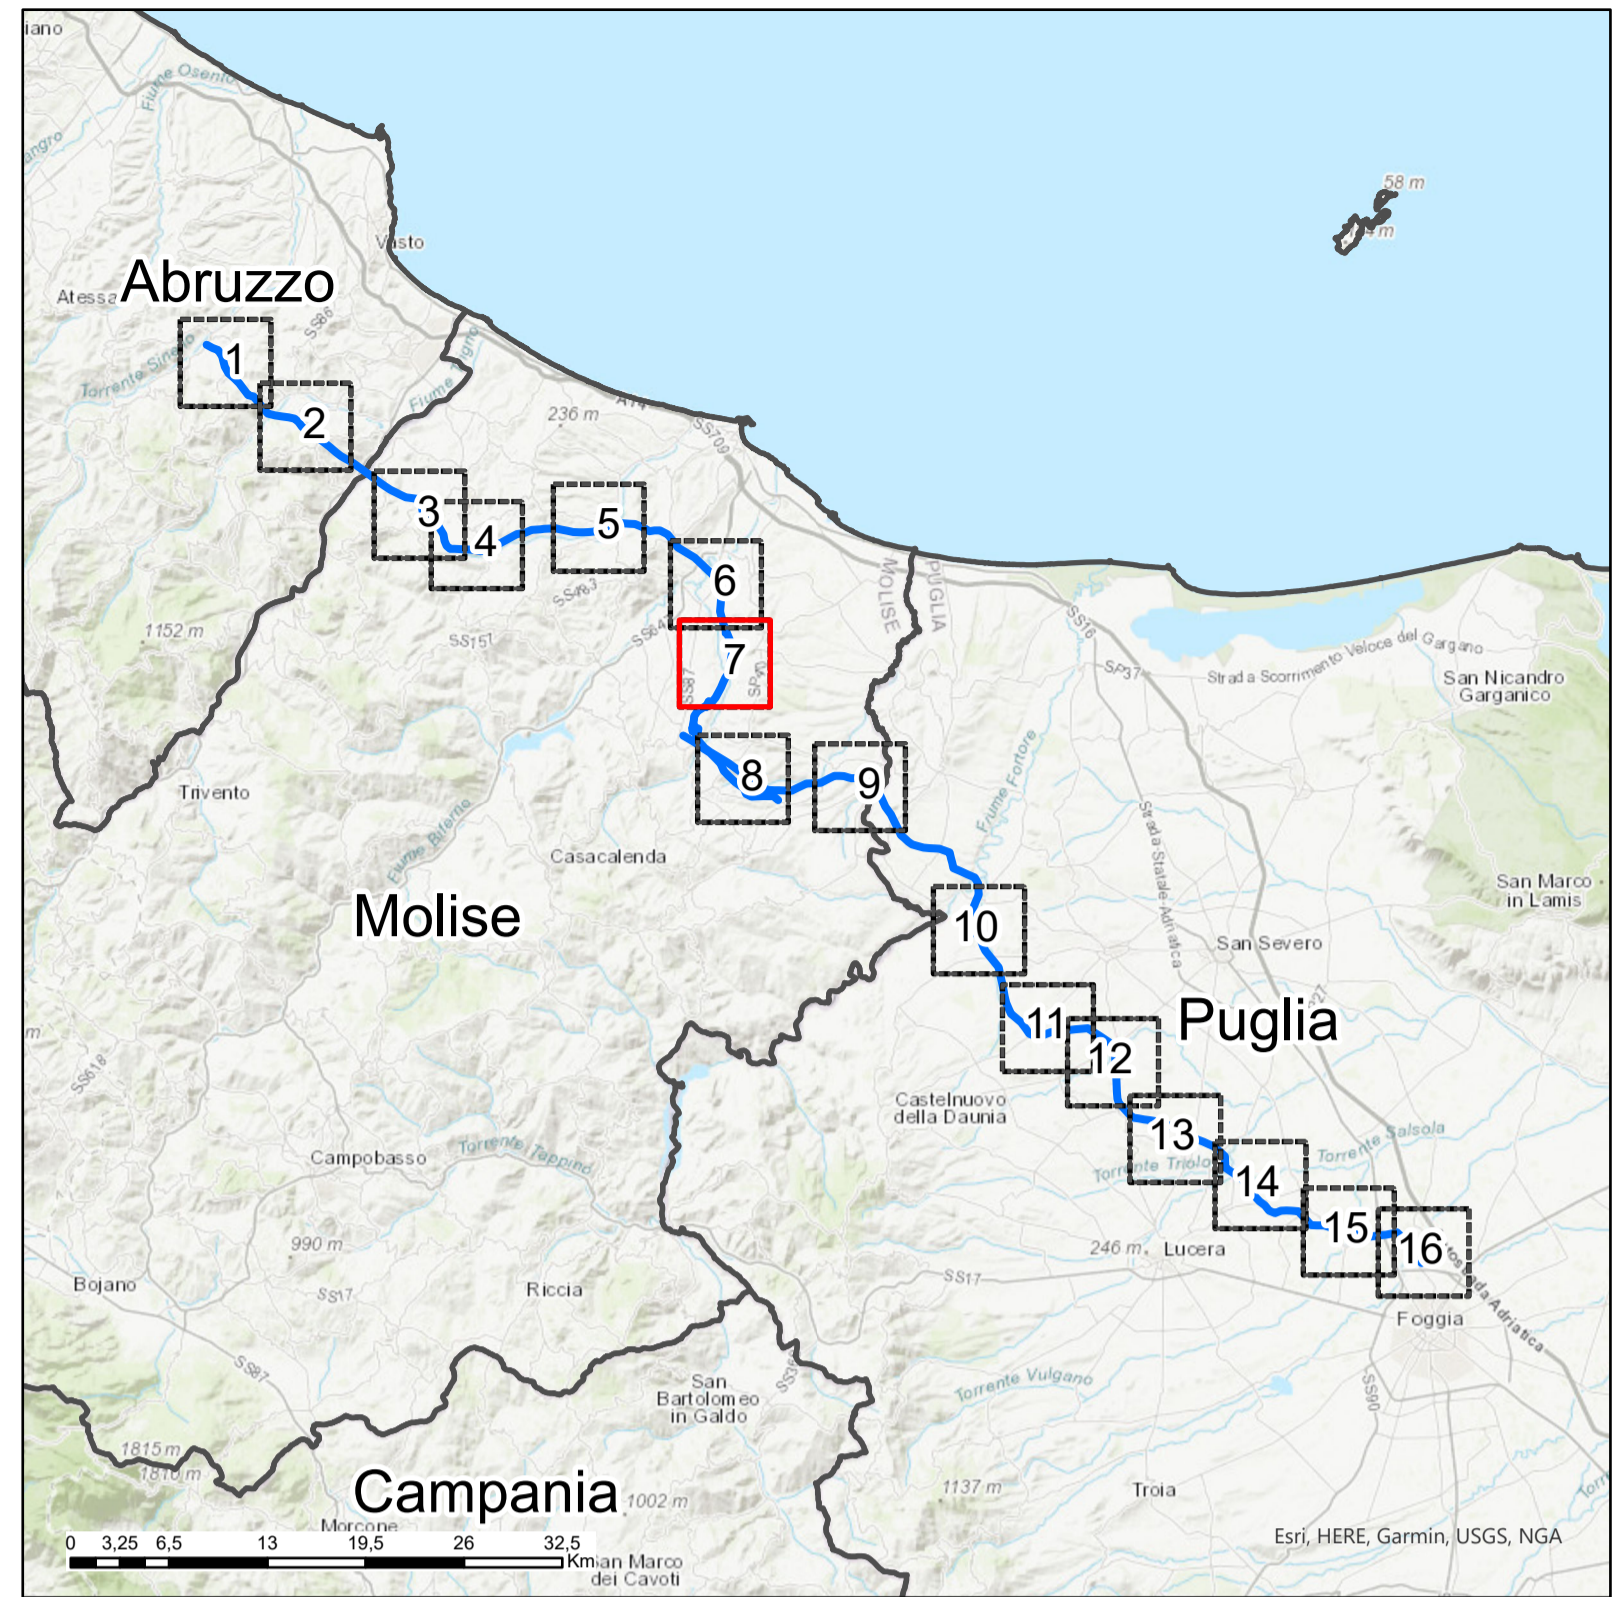 iano
Fiume Osento
angro
58 m
Vasto
Abruzzo
Atessa
SS86
Torrente Sinello
1
Fiume Trigno
2
236 m
A14
SS709
3
4
5
SS483
6
MOLISE
PUGLIA
SS16
1152 m
SS157
7
SS87
SP40
SP37
Strada Scorrimento Veloce del Gargano
San Nicandro
Garganico
Trivento
8
9
Fiume Fortore
Fiume Biferno
Casacalenda
Strada Statale Adriatica
San Marco
in Lamis
Molise
10
San Severo
Puglia
11
12
m
SS618
Castelnuovo
della Daunia
Campobasso
Torrente Tappino
13
Torrente Triolo
Torrente Salsola
14
15
16
990 m
246 m
Lucera
Bojano
SS17
Riccia
SS17
Foggia
SS87
San
Bartolomeo
in Galdo
Torrente Vulgano
SS90
1815 m
1810 m
Campania
1002 m
1137 m
Troia
Morcone
0 3,25 6,5 13 19,5 26 32,5
Km
San Marco
dei Cavoti
Esri, HERE, Garmin, USGS, NGA